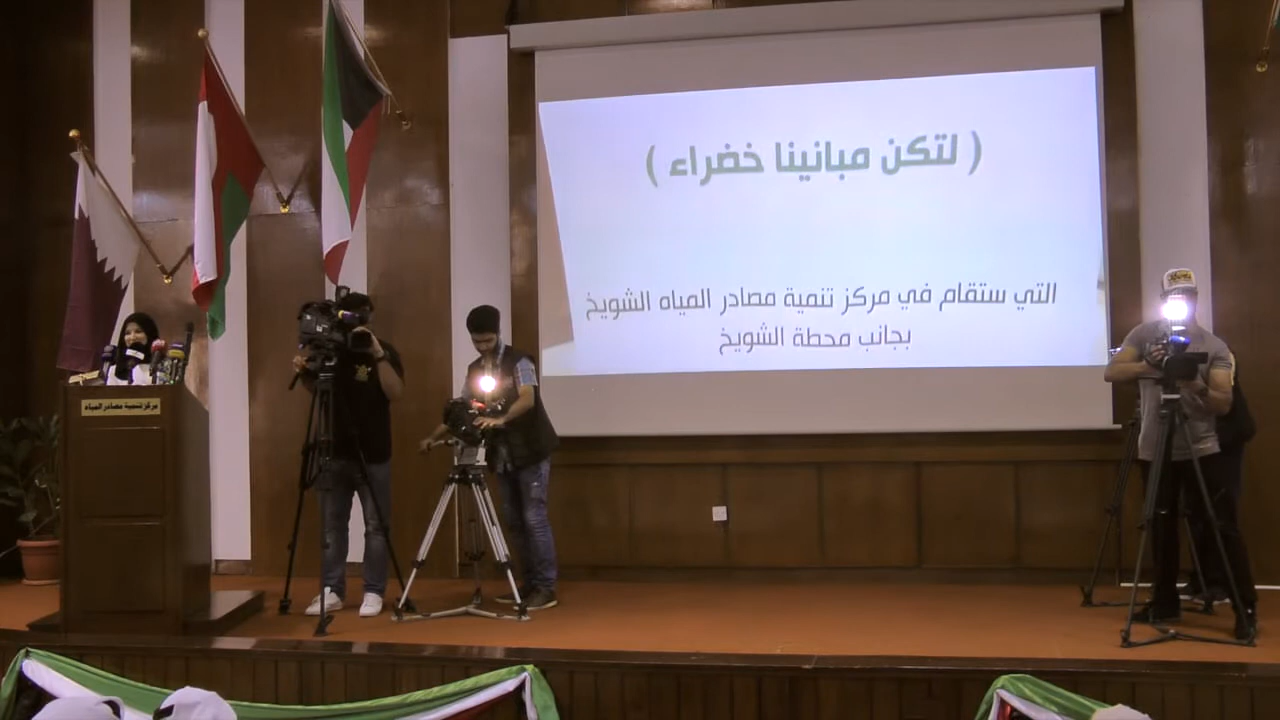 ( لتكن مبانينا خضراء )
التي ستقام في مركز تنمية مصادر المياه الشويخ
بجانب محطة الشويخ
مركز تنمية مصادر المياه